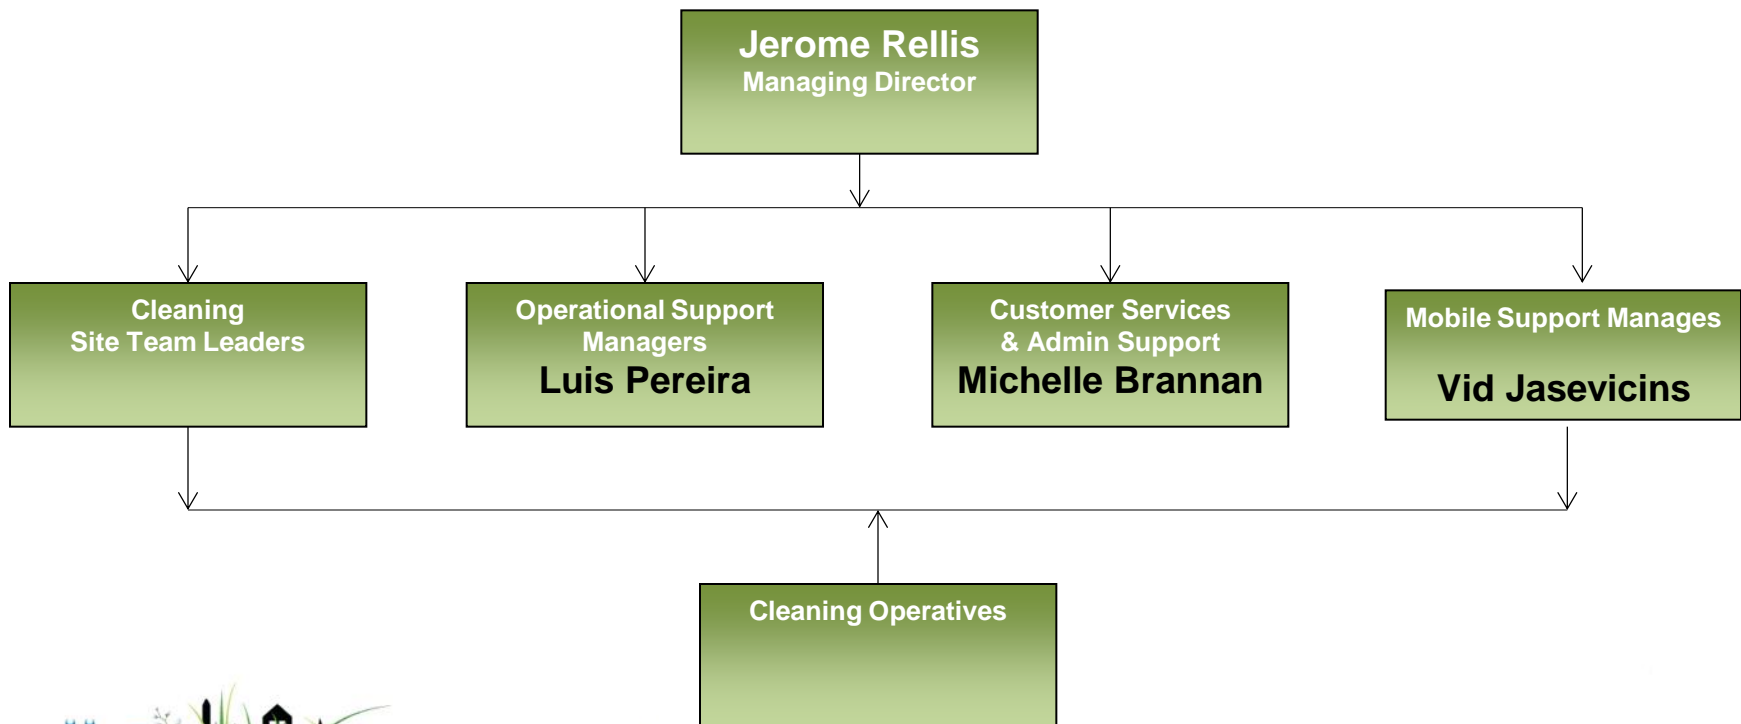 Jerome Rellis
Managing Director
Cleaning
Site Team Leaders
Operational Support
Managers
Luis Pereira
Customer Services
& Admin Support
Michelle Brannan
Mobile Support Manages
Vid Jasevicins
Cleaning Operatives